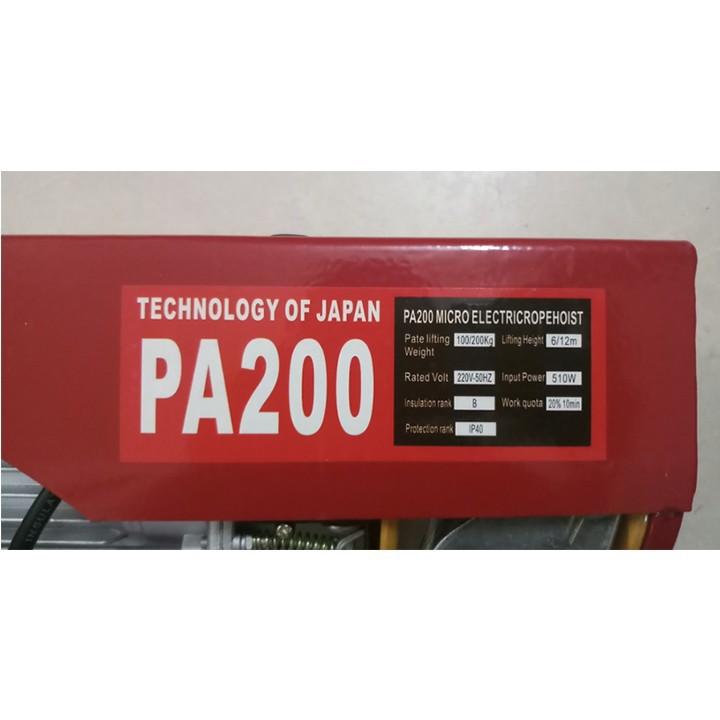 TECHNOLOGY OF JAPAN
PA200
PA200 MICRO ELECTRICROPEHOIST
Pate lifting Weight 100/200Kg Lifting Height 6/12m
Rated Volt 220V-50HZ Input Power 510W
Insulation rank B Work quota 20% 10min
Protection rank IP40
INSULA